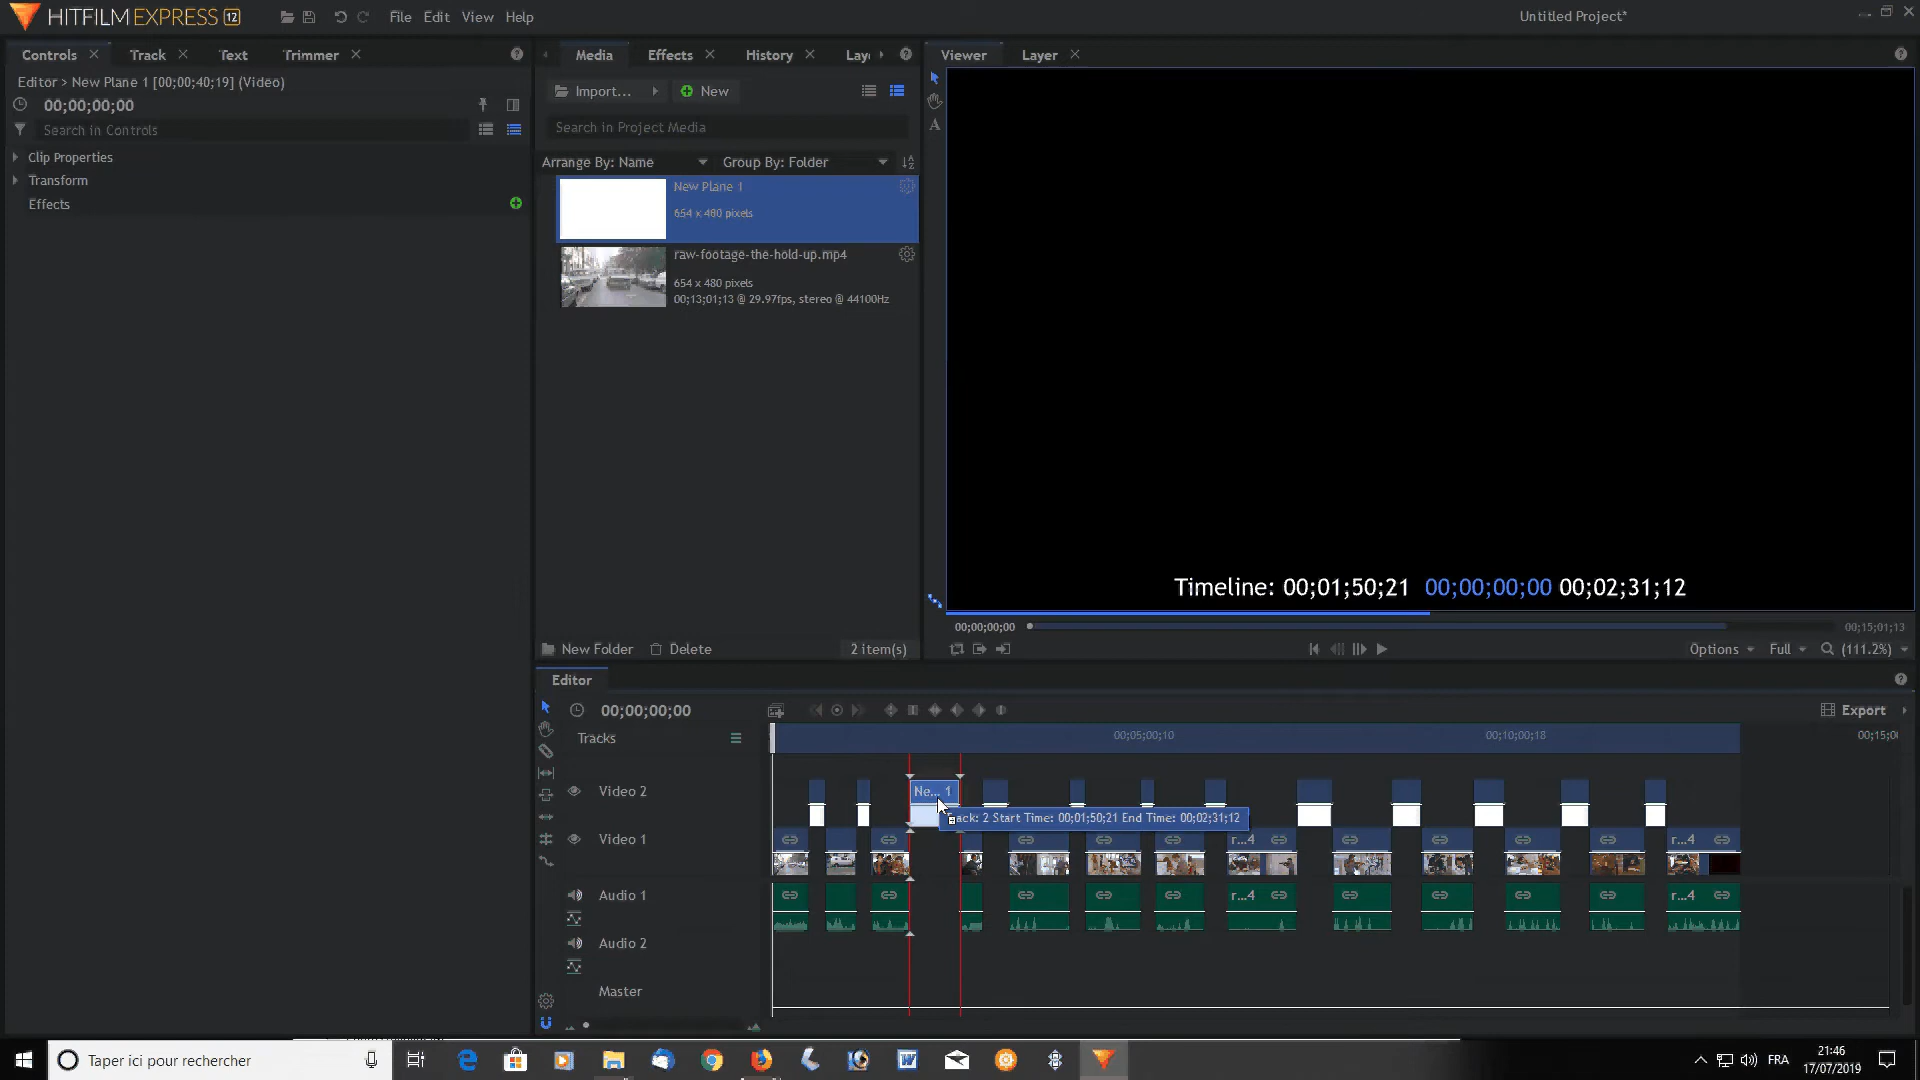 HITFILM EXPRESS 12
File Edit View Help
Untitled Project*
Controls Track Text Trimmer
Editor > New Plane 1 [00;00;40;19] (Video)
00;00;00;00
Search in Controls
Clip Properties
Transform
Effects
Media Effects History Lay
Import... New
Search in Project Media
Arrange By: Name Group By: Folder
New Plane 1
654 x 480 pixels
raw-footage-the-hold-up.mp4
654 x 480 pixels
00;13;01;13 @ 29.97fps, stereo @ 44100Hz
New Folder Delete 2 item(s)
Viewer Layer
A
Timeline: 00;01;50;21 00;00;00;00 00;02;31;12
00;00;00;00 00;15;01;13
Options Full (111.2%)
Editor
00;00;00;00 Export
Tracks 00;05;00;10 00;10;00;18
Video 2 Ne... 1
ack: 2 Start Time: 00;01;50;21 End Time: 00;02;31;12
Video 1 r...4 r...4
Audio 1 r...4 r...4
Audio 2
Master
Taper ici pour rechercher
FRA
21:46
17/07/2019